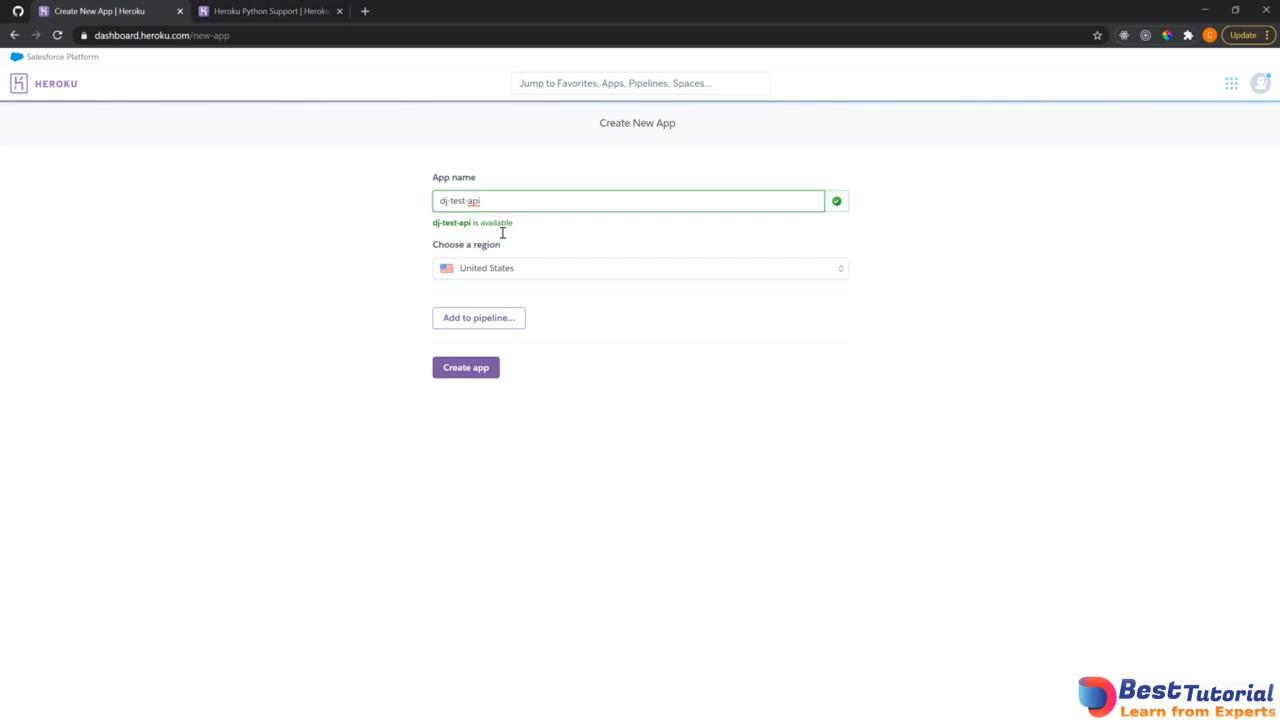 Create New App | Heroku
Heroku Python Support | Heroku
dashboard.heroku.com/new-app
Update
Salesforce Platform
HEROKU
Jump to Favorites, Apps, Pipelines, Spaces...
Create New App
App name
dj-test-api
dj-test-api is available
Choose a region
United States
Add to pipeline...
Create app
BestTutorial
Learn from Experts